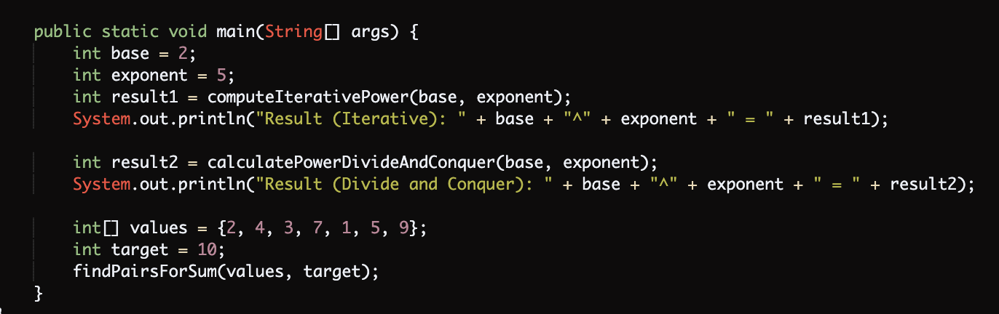 public static void main(String[] args) {
    int base = 2;
    int exponent = 5;
    int result1 = computeIterativePower(base, exponent);
    System.out.println("Result (Iterative): " + base + "^" + exponent + " = " + result1);

    int result2 = calculatePowerDivideAndConquer(base, exponent);
    System.out.println("Result (Divide and Conquer): " + base + "^" + exponent + " = " + result2);

    int[] values = {2, 4, 3, 7, 1, 5, 9};
    int target = 10;
    findPairsForSum(values, target);
}